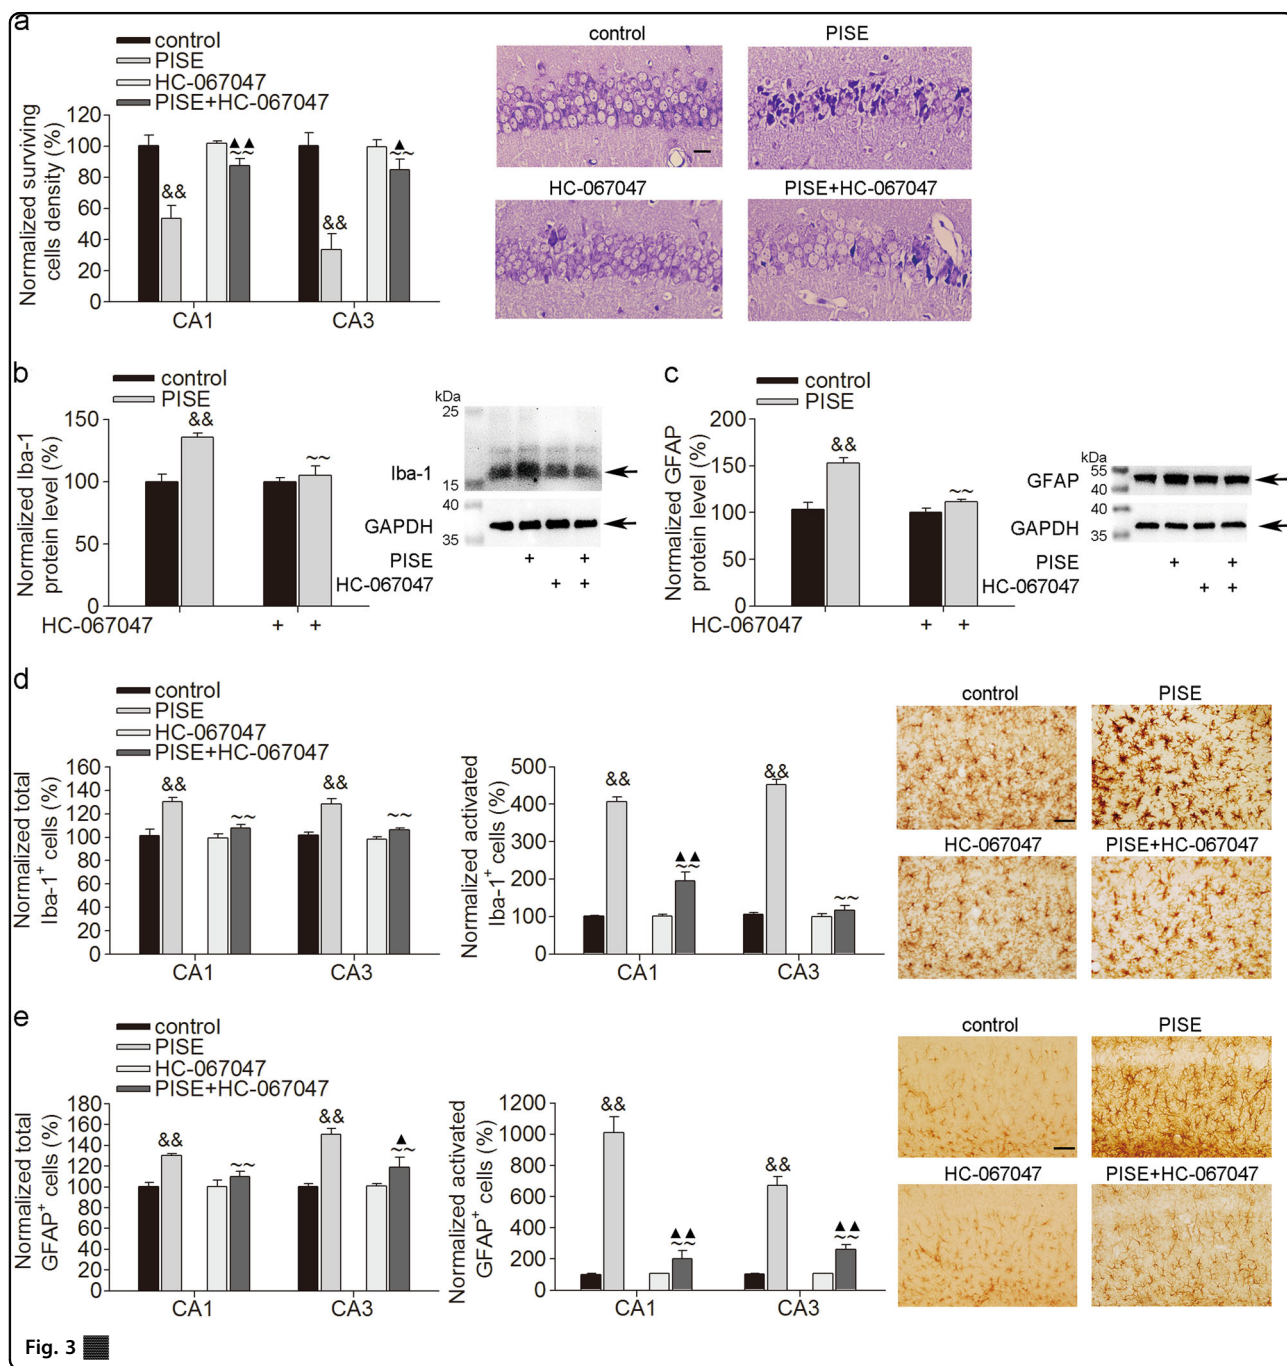 a
control
PISE
HC-067047
PISE+HC-067047
Normalized surviving
cells density (%)
120
100
80
60
40
20
0
&&
▲▲
~~
&&
▲
~~
CA1
CA3
control
PISE
HC-067047
PISE+HC-067047
b
control
PISE
Normalized Iba-1
protein level (%)
150
100
50
0
&&
~~
HC-067047
+
+
kDa
25
15
40
35
Iba-1
GAPDH
PISE
+
+
HC-067047
+
+
c
control
PISE
Normalized GFAP
protein level (%)
200
150
100
50
0
&&
~~
HC-067047
+
+
kDa
55
40
40
35
GFAP
GAPDH
PISE
+
+
HC-067047
+
+
d
control
PISE
HC-067047
PISE+HC-067047
Normalized total
Iba-1⁺ cells (%)
160
140
120
100
80
60
40
20
0
&&
~~
&&
~~
CA1
CA3
Normalized activated
Iba-1⁺ cells (%)
500
400
300
200
100
0
&&
▲▲
~~
&&
~~
CA1
CA3
control
PISE
HC-067047
PISE+HC-067047
e
control
PISE
HC-067047
PISE+HC-067047
Normalized total
GFAP⁺ cells (%)
180
160
140
120
100
80
60
40
20
0
&&
~~
&&
▲
~~
CA1
CA3
Normalized activated
GFAP⁺ cells (%)
1200
1000
800
600
400
200
0
&&
▲▲
~~
&&
▲▲
~~
CA1
CA3
control
PISE
HC-067047
PISE+HC-067047
Fig. 3